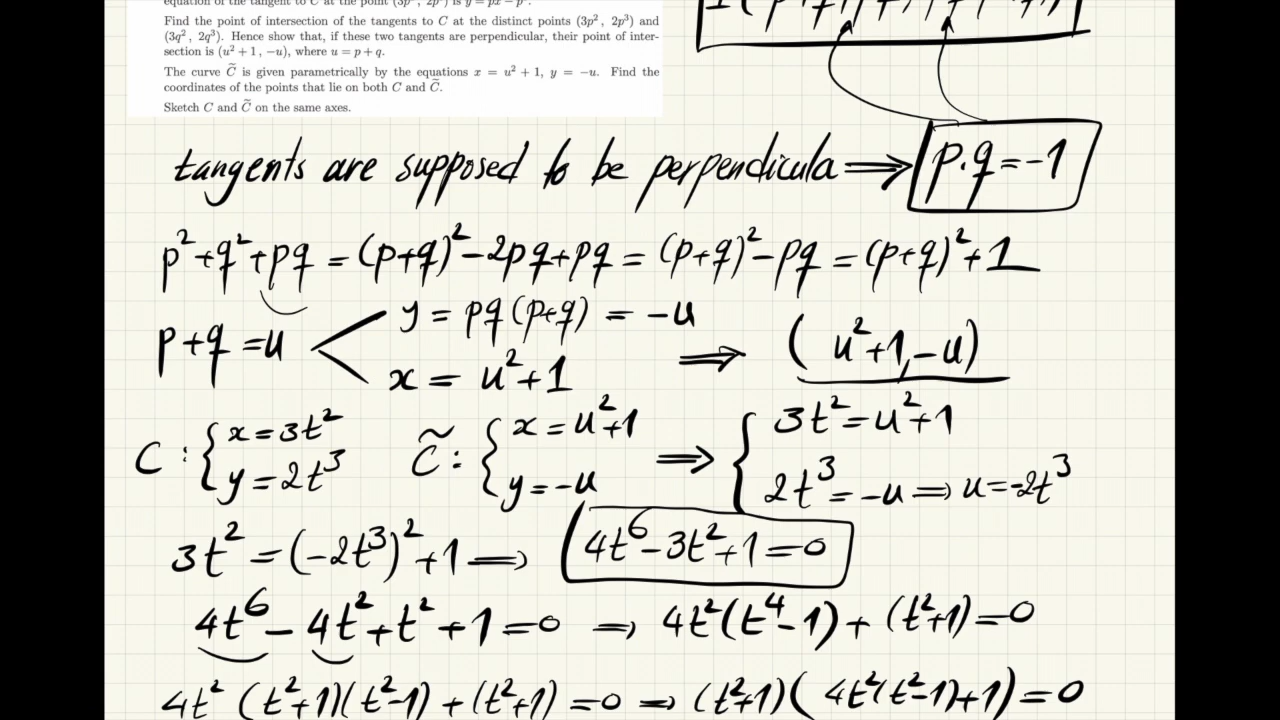 equation of the tangent to C at the point (3p², 2p³) is y = px − p³.
Find the point of intersection of the tangents to C at the distinct points (3p², 2p³) and
(3q², 2q³). Hence show that, if these two tangents are perpendicular, their point of inter-
section is (u² + 1, −u), where u = p + q.
The curve C̃ is given parametrically by the equations x = u² + 1, y = −u. Find the
coordinates of the points that lie on both C and C̃.
Sketch C and C̃ on the same axes.
tangents are supposed to be perpendicula ⟹ p.q=-1
p²+q²+pq = (p+q)²-2pq+pq = (p+q)²-pq = (p+q)²+1
y = pq(p+q) = -u
p+q=u < ⟹ (u²+1,-u)
x = u²+1
C : { x=3t² C̃ : { x=u²+1 ⟹ { 3t²=u²+1
y=2t³ y=-u 2t³=-u ⟹ u=-2t³
3t²=(-2t³)²+1 ⟹ 4t⁶-3t²+1=0
4t⁶-4t²+t²+1=0 ⟹ 4t²(t⁴-1)+(t²+1)=0
4t²(t²+1)(t²-1)+(t²+1)=0 ⟹ (t²+1)(4t²(t²-1)+1)=0